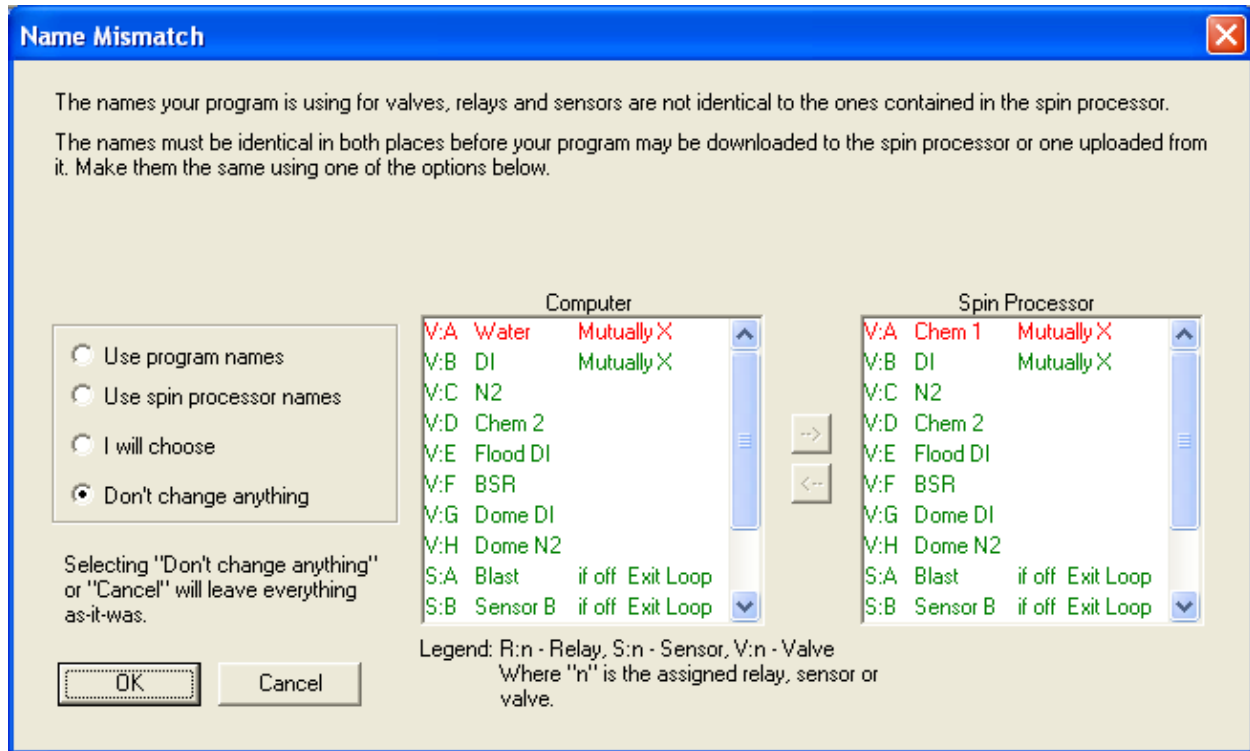 Name Mismatch
The names your program is using for valves, relays and sensors are not identical to the ones contained in the spin processor.
The names must be identical in both places before your program may be downloaded to the spin processor or one uploaded from
it. Make them the same using one of the options below.
Use program names
Use spin processor names
I will choose
Don't change anything
Selecting "Don't change anything"
or "Cancel" will leave everything
as-it-was.
OK
Cancel
Computer
V:A Water Mutually X
V:B DI Mutually X
V:C N2
V:D Chem 2
V:E Flood DI
V:F BSR
V:G Dome DI
V:H Dome N2
S:A Blast if off Exit Loop
S:B Sensor B if off Exit Loop
-->
<--
Spin Processor
V:A Chem 1 Mutually X
V:B DI Mutually X
V:C N2
V:D Chem 2
V:E Flood DI
V:F BSR
V:G Dome DI
V:H Dome N2
S:A Blast if off Exit Loop
S:B Sensor B if off Exit Loop
Legend: R:n - Relay, S:n - Sensor, V:n - Valve
Where "n" is the assigned relay, sensor or
valve.